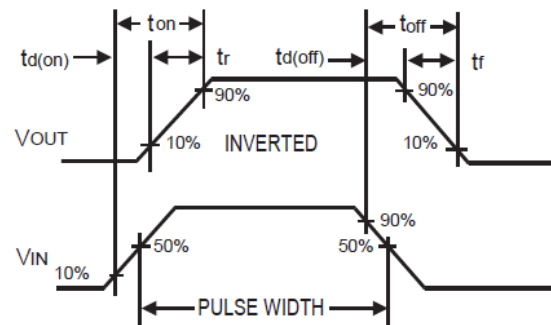 ton toff
td(on) tr td(off) tf
90% 90%
VOUT 10% INVERTED 10%
90%
VIN 50% 50%
10%
PULSE WIDTH